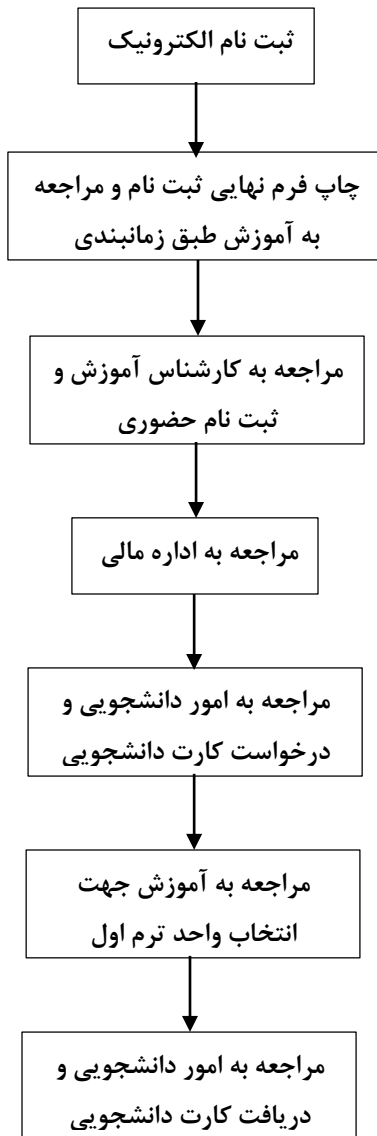 ثبت نام الکترونیک
چاپ فرم نهایی ثبت نام و مراجعه
به آموزش طبق زمانبندی
مراجعه به کارشناس آموزش و
ثبت نام حضوری
مراجعه به اداره مالی
مراجعه به امور دانشجویی و
درخواست کارت دانشجویی
مراجعه به آموزش جهت
انتخاب واحد ترم اول
مراجعه به امور دانشجویی و
دریافت کارت دانشجویی